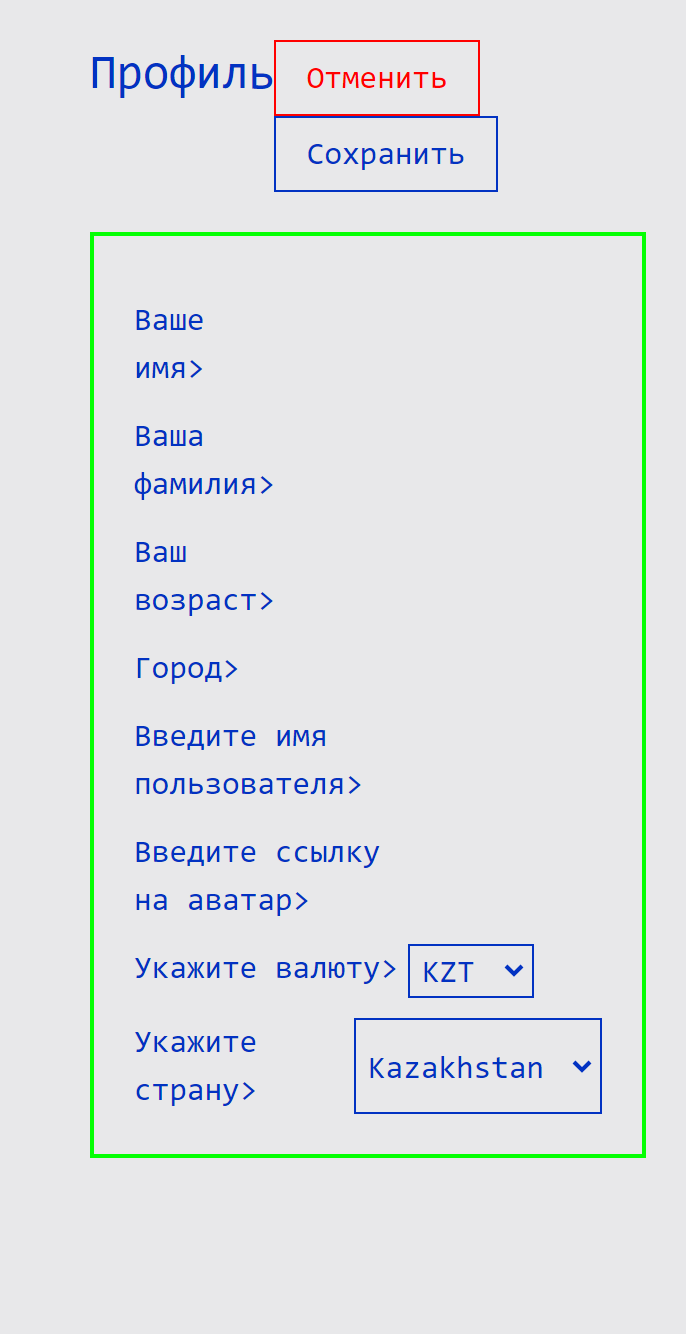 Профиль Отменить
Сохранить
Ваше
имя>
Ваша
фамилия>
Ваш
возраст>
Город>
Введите имя
пользователя>
Введите ссылку
на аватар>
Укажите валюту> KZT
Укажите
страну>
Kazakhstan